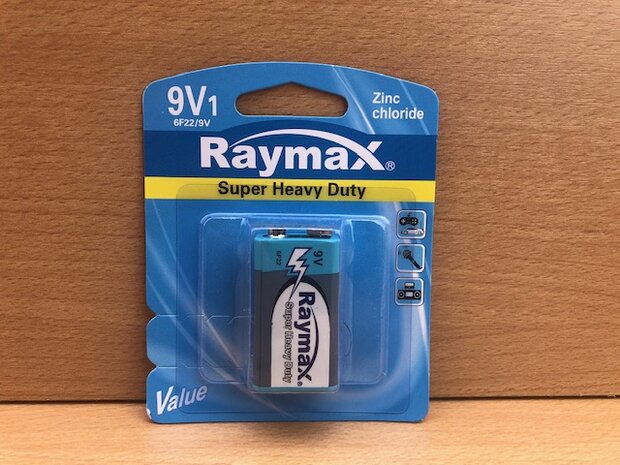 9V1
6F22/9V
Zinc
chloride
RaymaX®
Super Heavy Duty
6F22
9V
RaymaX®
Super Heavy Duty
Value